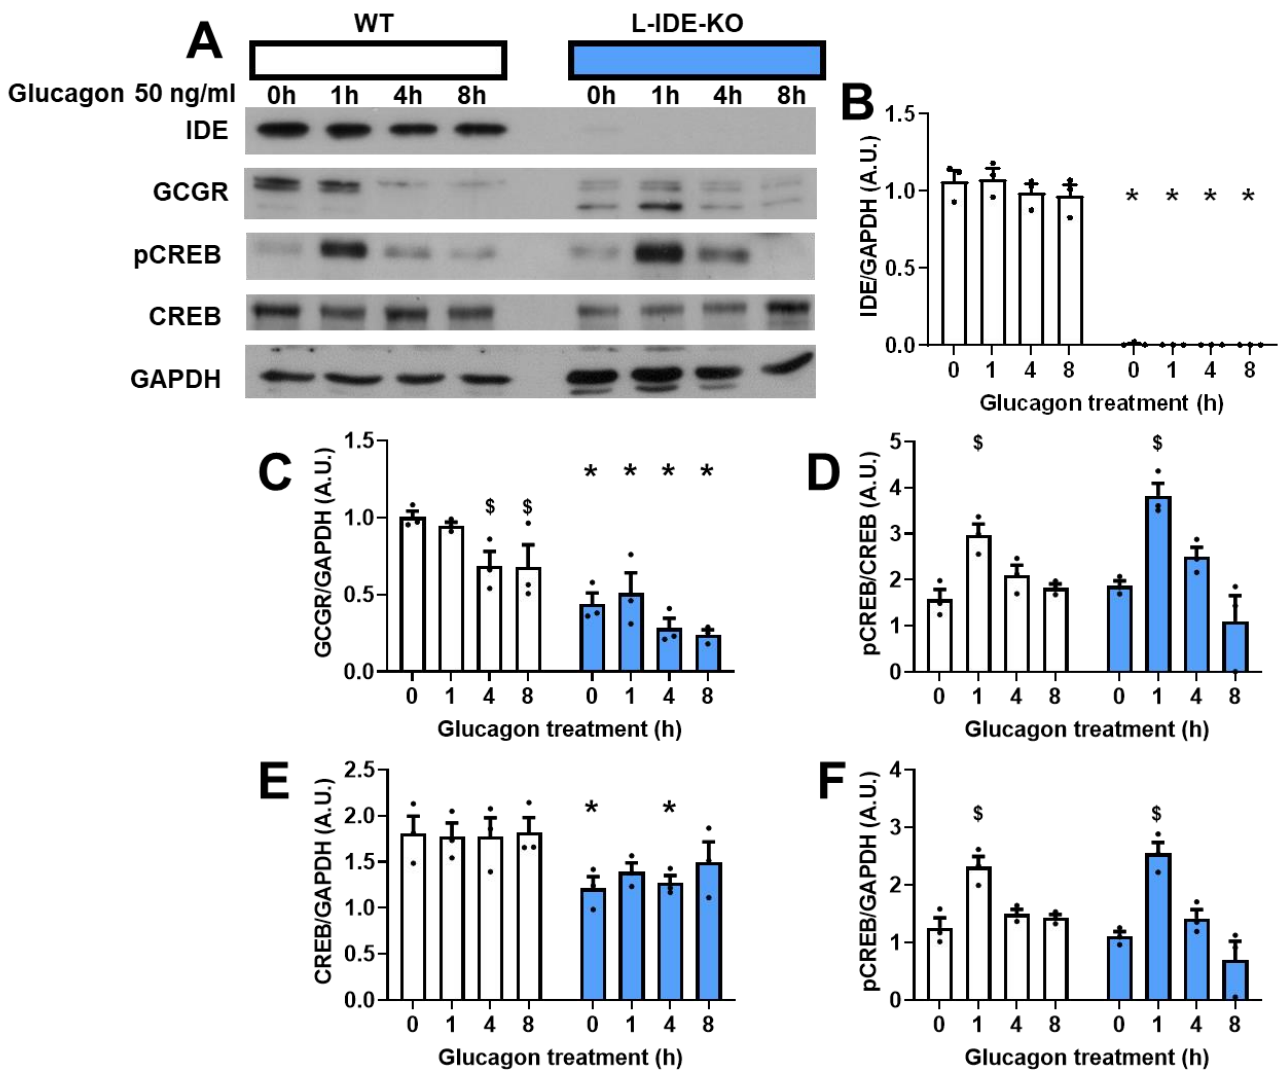 A
WT
L-IDE-KO
Glucagon 50 ng/ml
0h 1h 4h 8h
0h 1h 4h 8h
IDE
GCGR
pCREB
CREB
GAPDH
B
IDE/GAPDH (A.U.)
1.5
1.0
0.5
0.0
* * * *
0 1 4 8 0 1 4 8
Glucagon treatment (h)
C
GCGR/GAPDH (A.U.)
1.5
1.0
0.5
0.0
$ $ * * * *
0 1 4 8 0 1 4 8
Glucagon treatment (h)
D
pCREB/CREB (A.U.)
5
4
3
2
1
0
$ $
0 1 4 8 0 1 4 8
Glucagon treatment (h)
E
CREB/GAPDH (A.U.)
2.5
2.0
1.5
1.0
0.5
0.0
* *
0 1 4 8 0 1 4 8
Glucagon treatment (h)
F
pCREB/GAPDH (A.U.)
4
3
2
1
0
$ $
0 1 4 8 0 1 4 8
Glucagon treatment (h)